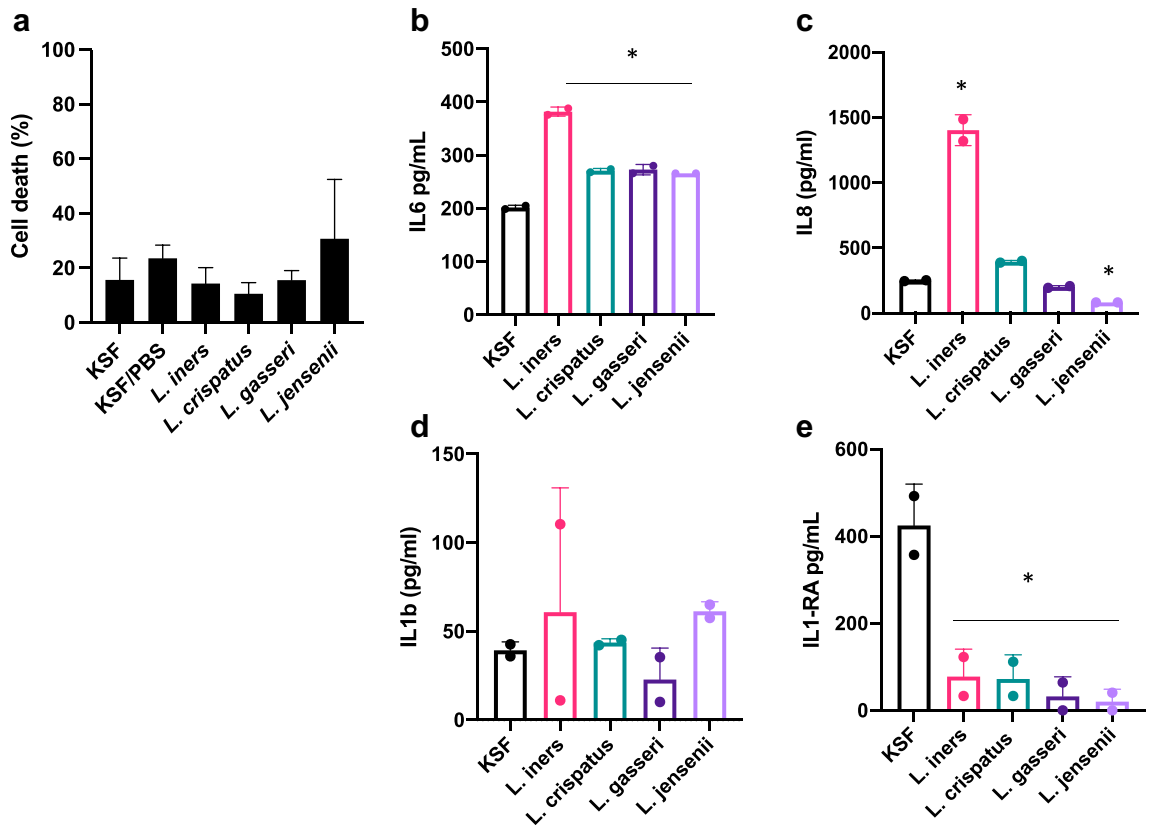 a
Cell death (%)
100
80
60
40
20
0
KSF
KSF/PBS
L. iners
L. crispatus
L. gasseri
L. jensenii
b
IL6 pg/mL
500
400
300
200
100
0
*
KSF
L. iners
L. crispatus
L. gasseri
L. jensenii
c
IL8 (pg/ml)
2000
1500
1000
500
0
*
*
KSF
L. iners
L. crispatus
L. gasseri
L. jensenii
d
IL1b (pg/ml)
150
100
50
0
KSF
L. iners
L. crispatus
L. gasseri
L. jensenii
e
IL1-RA pg/mL
600
400
200
0
*
KSF
L. iners
L. crispatus
L. gasseri
L. jensenii